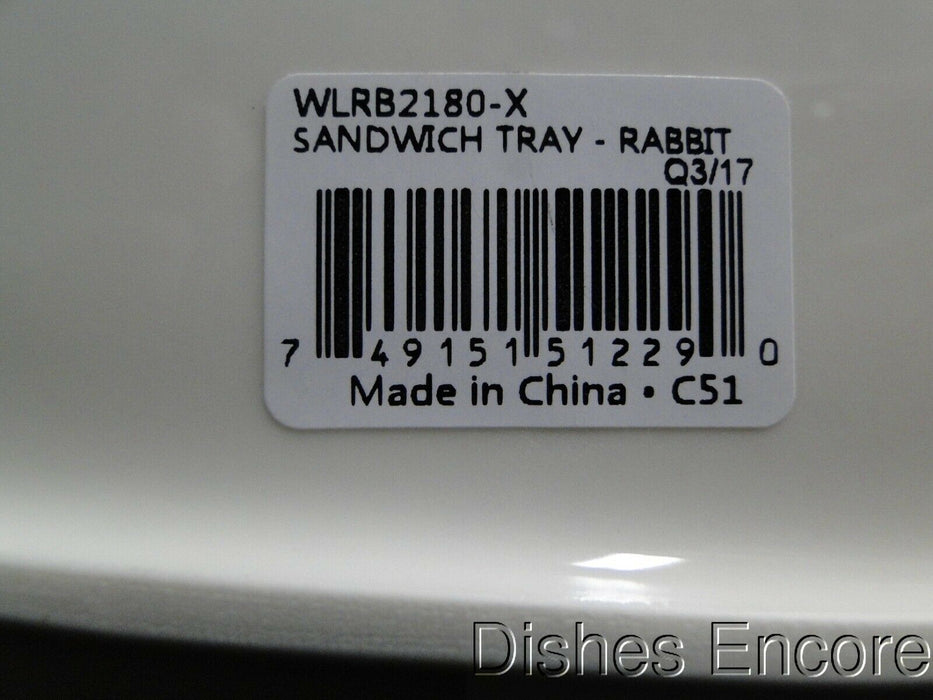 WLRB2180-X
SANDWICH TRAY - RABBIT
Q3/17
7 49151 51229 0
Made in China • C51
Dishes Encore